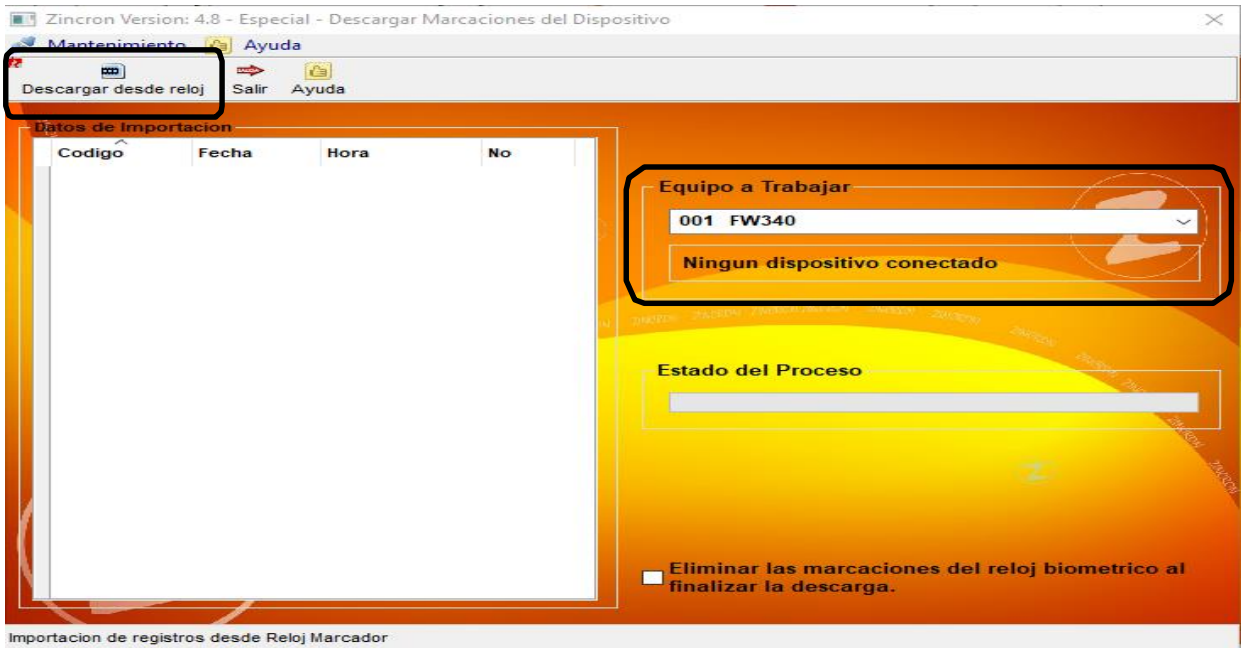 Zincron Version: 4.8 - Especial - Descargar Marcaciones del Dispositivo
Mantenimiento Ayuda
Descargar desde reloj Salir Ayuda
Datos de Importacion
Codigo Fecha Hora No
Equipo a Trabajar
001 FW340
Ningun dispositivo conectado
Estado del Proceso
Eliminar las marcaciones del reloj biometrico al
finalizar la descarga.
Importacion de registros desde Reloj Marcador